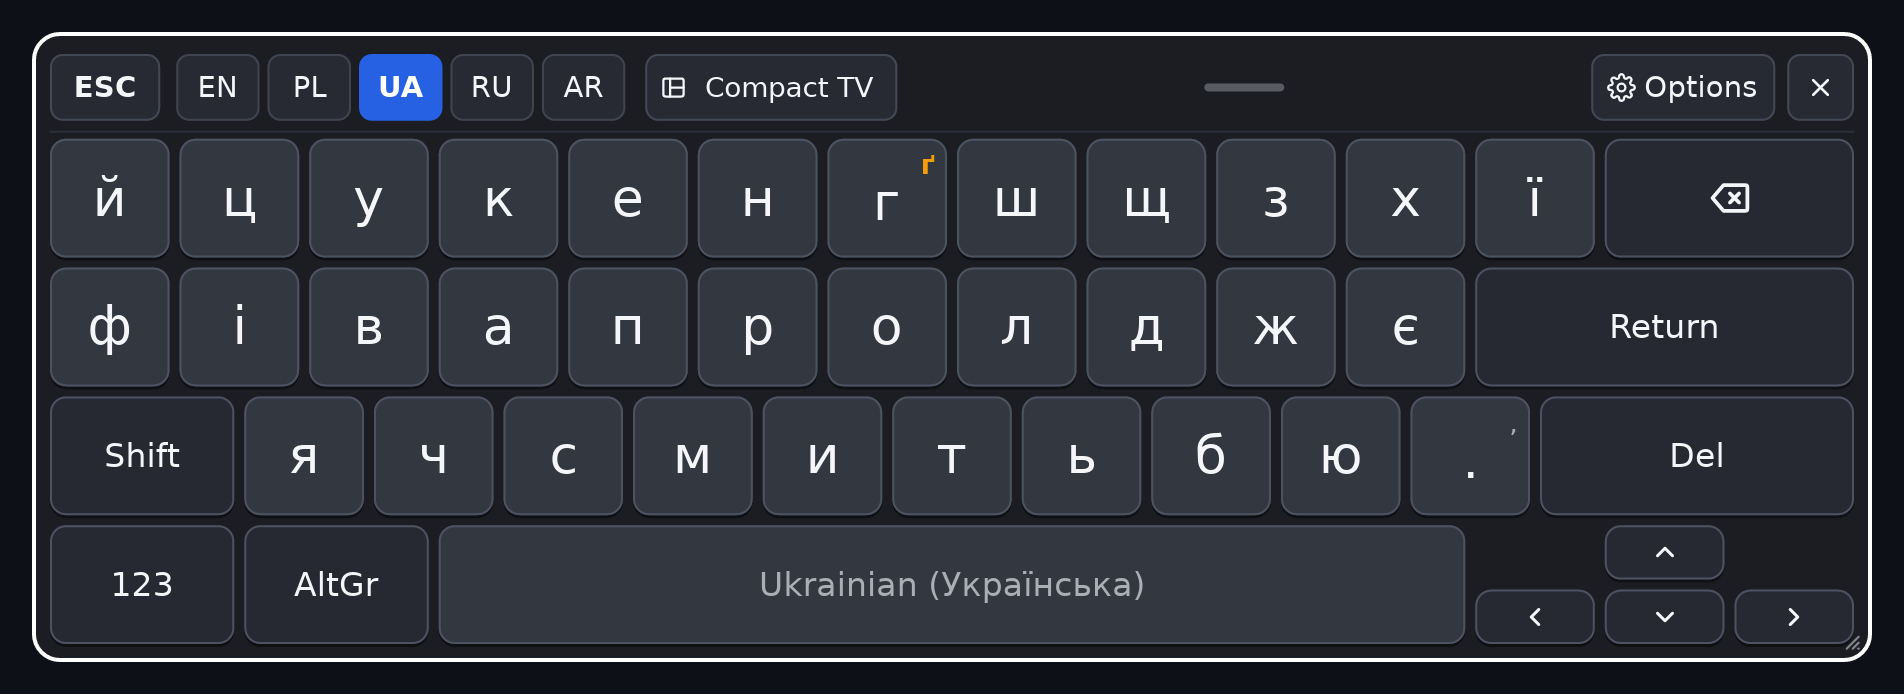 ESC EN PL UA RU AR Compact TV Options
й ц у к е н г ґ ш щ з х ї
ф і в а п р о л д ж є Return
Shift я ч с м и т ь б ю . , Del
123 AltGr Ukrainian (Українська)